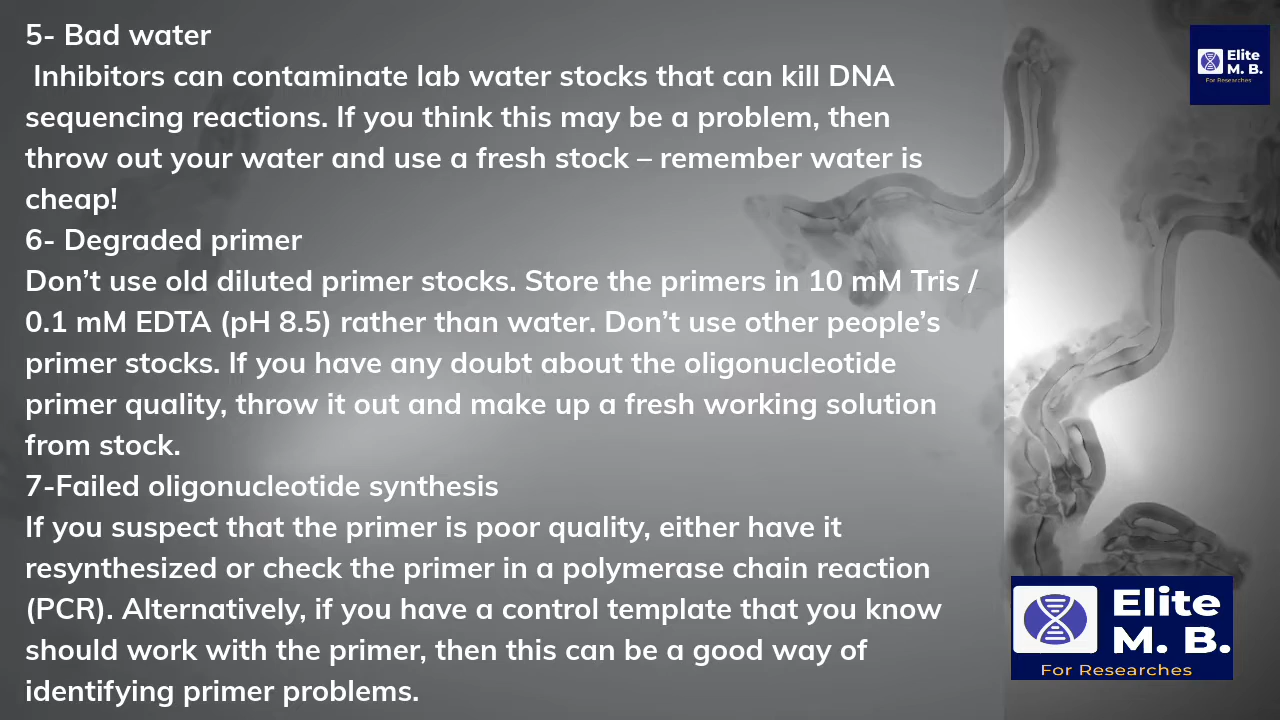 5- Bad water
Inhibitors can contaminate lab water stocks that can kill DNA
sequencing reactions. If you think this may be a problem, then
throw out your water and use a fresh stock – remember water is
cheap!
6- Degraded primer
Don’t use old diluted primer stocks. Store the primers in 10 mM Tris /
0.1 mM EDTA (pH 8.5) rather than water. Don’t use other people’s
primer stocks. If you have any doubt about the oligonucleotide
primer quality, throw it out and make up a fresh working solution
from stock.
7-Failed oligonucleotide synthesis
If you suspect that the primer is poor quality, either have it
resynthesized or check the primer in a polymerase chain reaction
(PCR). Alternatively, if you have a control template that you know
should work with the primer, then this can be a good way of
identifying primer problems.
Elite
M. B.
For Researches
Elite
M. B.
For Researches